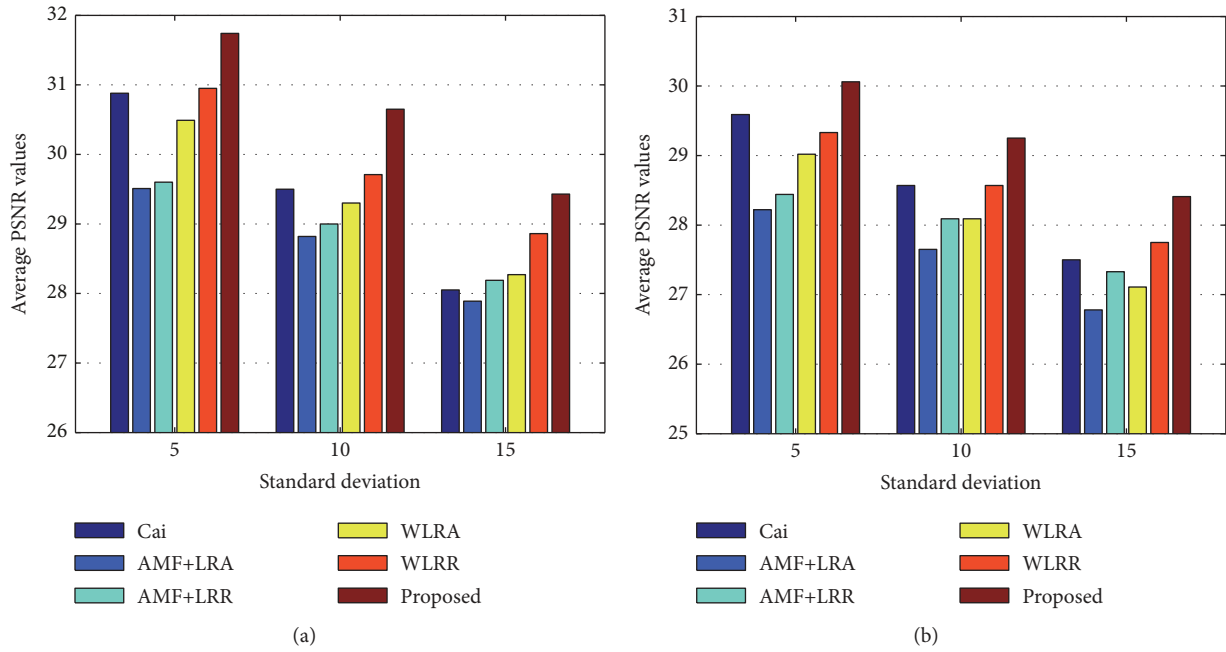 32
31
30
29
28
27
26
Average PSNR values
5 10 15
Standard deviation
Cai
AMF+LRA
AMF+LRR
WLRA
WLRR
Proposed
(a)
31
30
29
28
27
26
25
Average PSNR values
5 10 15
Standard deviation
Cai
AMF+LRA
AMF+LRR
WLRA
WLRR
Proposed
(b)